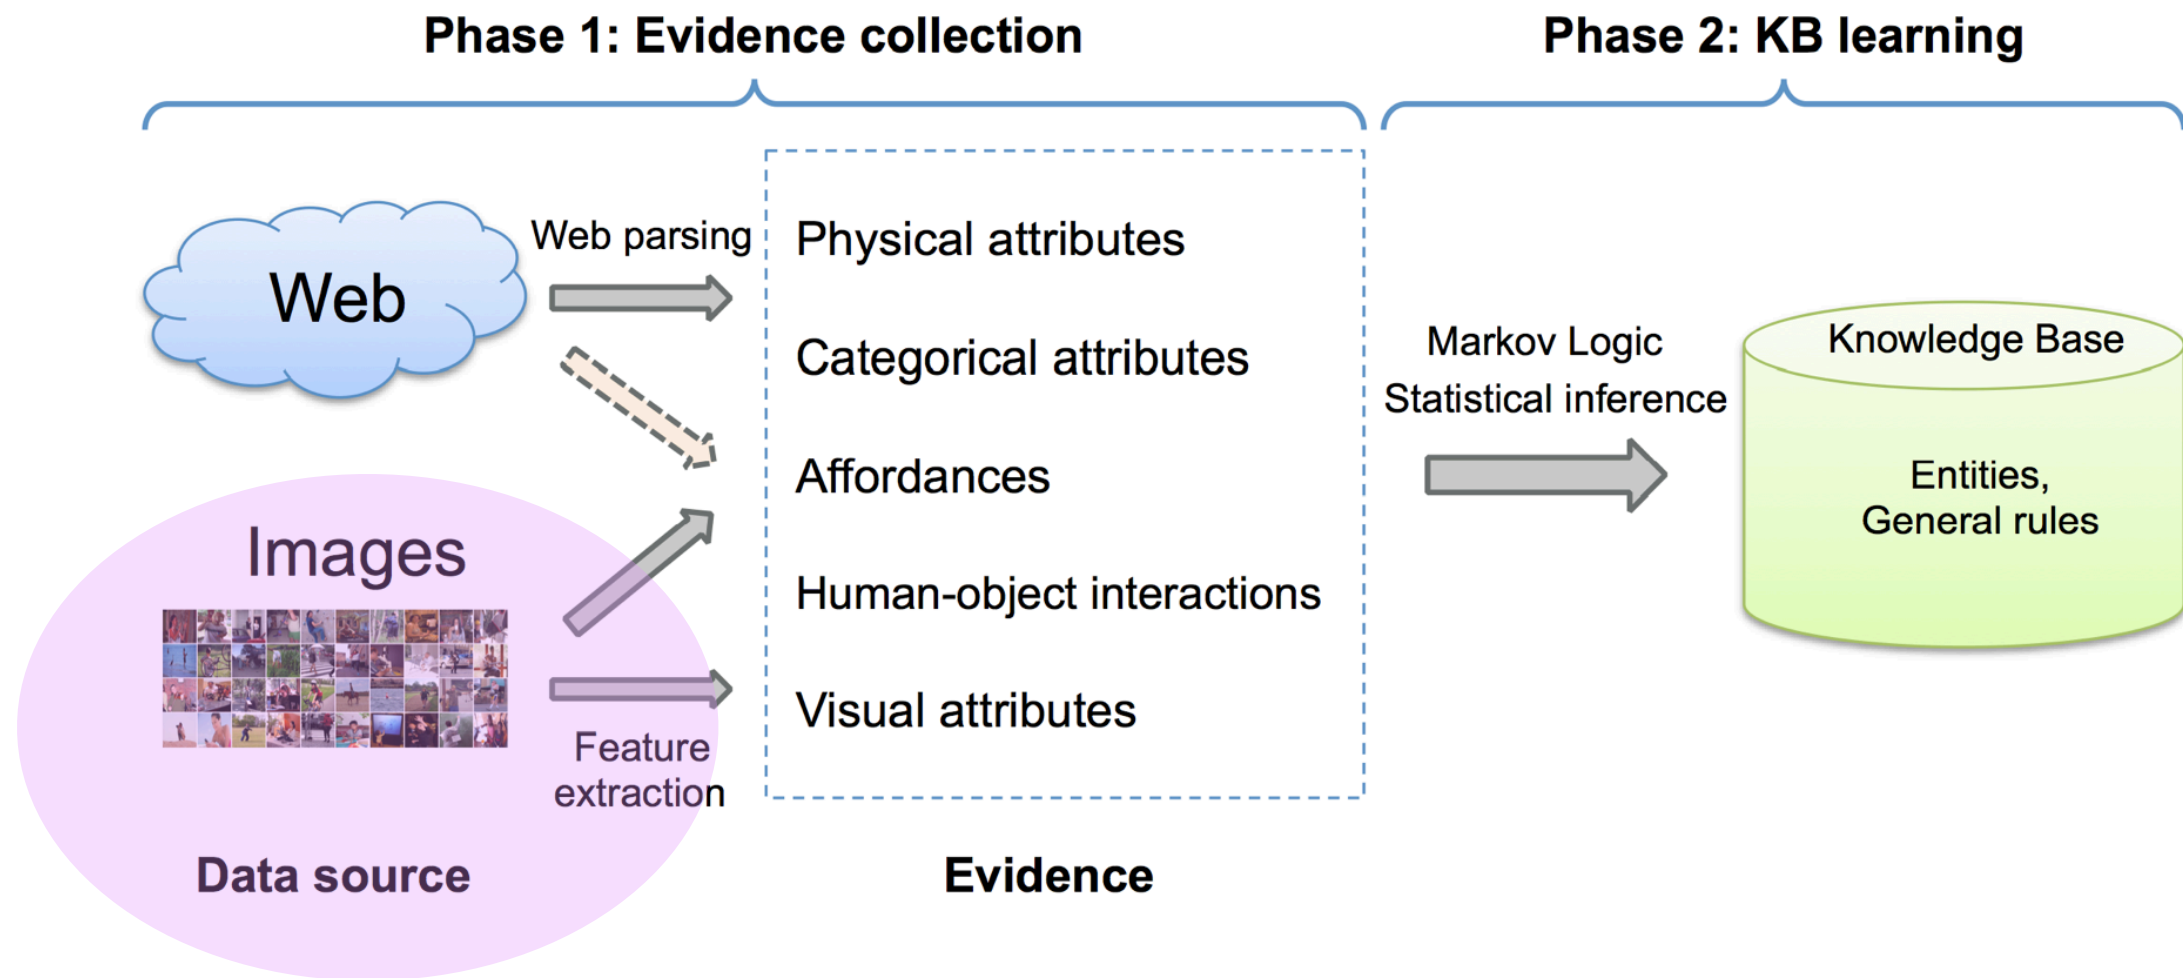 Phase 1: Evidence collection
Phase 2: KB learning
Web
Web parsing
Images
Feature
extraction
Data source
Physical attributes
Categorical attributes
Affordances
Human-object interactions
Visual attributes
Evidence
Markov Logic
Statistical inference
Knowledge Base
Entities,
General rules